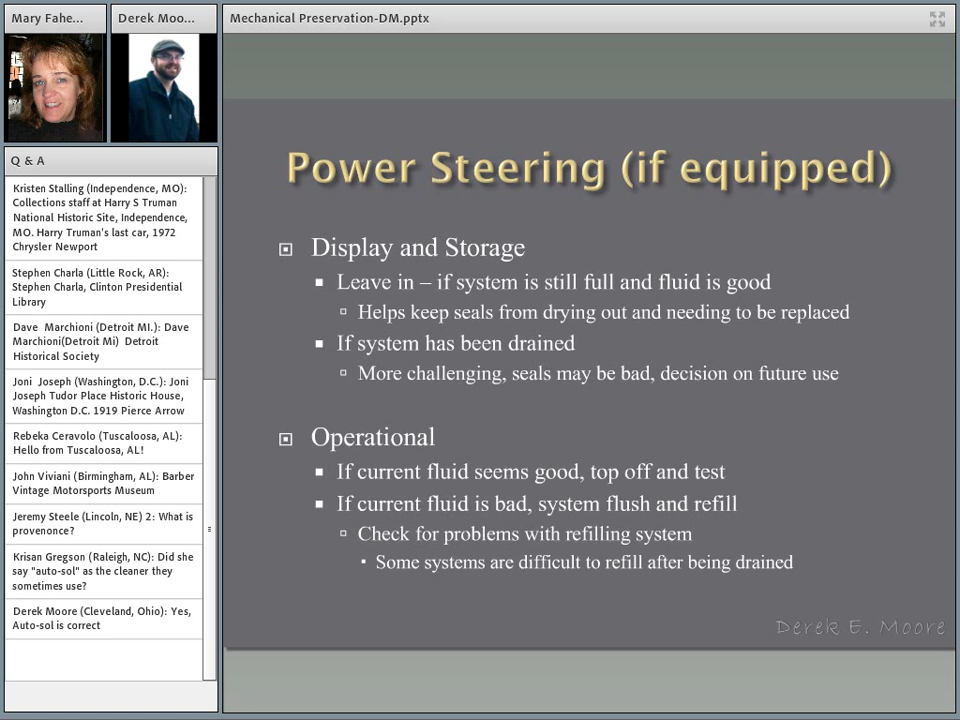 Mary Fahe...
Derek Moo...
Mechanical Preservation-DM.pptx
Q & A
Kristen Stalling (Independence, MO):
Collections staff at Harry S Truman
National Historic Site, Independence,
MO. Harry Truman's last car, 1972
Chrysler Newport
Stephen Charla (Little Rock, AR):
Stephen Charla, Clinton Presidential
Library
Dave Marchioni (Detroit MI.): Dave
Marchioni(Detroit Mi) Detroit
Historical Society
Joni Joseph (Washington, D.C.): Joni
Joseph Tudor Place Historic House,
Washington D.C. 1919 Pierce Arrow
Rebeka Ceravolo (Tuscaloosa, AL):
Hello from Tuscaloosa, AL!
John Viviani (Birmingham, AL): Barber
Vintage Motorsports Museum
Jeremy Steele (Lincoln, NE) 2: What is
provenonce?
Krisan Gregson (Raleigh, NC): Did she
say "auto-sol" as the cleaner they
sometimes use?
Derek Moore (Cleveland, Ohio): Yes,
Auto-sol is correct
Power Steering (if equipped)
Display and Storage
Leave in – if system is still full and fluid is good
Helps keep seals from drying out and needing to be replaced
If system has been drained
More challenging, seals may be bad, decision on future use
Operational
If current fluid seems good, top off and test
If current fluid is bad, system flush and refill
Check for problems with refilling system
Some systems are difficult to refill after being drained
Derek E. Moore